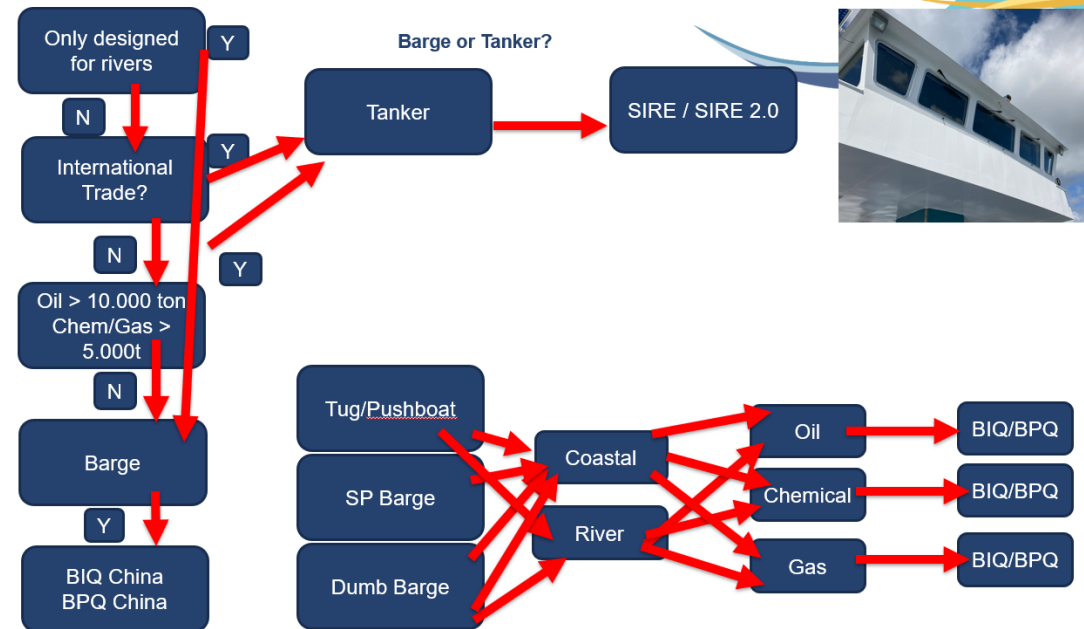 Barge or Tanker?
Only designed
for rivers
Y
N
International
Trade?
Y
N
Y
Oil > 10.000 ton
Chem/Gas >
5.000t
N
Barge
Y
BIQ China
BPQ China
Tanker
SIRE / SIRE 2.0
Tug/Pushboat
SP Barge
Dumb Barge
Coastal
River
Oil
Chemical
Gas
BIQ/BPQ
BIQ/BPQ
BIQ/BPQ